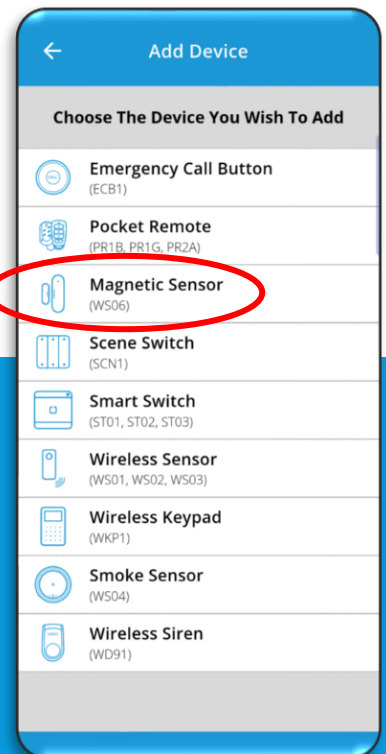 Add Device
Choose The Device You Wish To Add
Emergency Call Button
(ECB1)
Pocket Remote
(PR1B, PR1G, PR2A)
Magnetic Sensor
(WS06)
Scene Switch
(SCN1)
Smart Switch
(ST01, ST02, ST03)
Wireless Sensor
(WS01, WS02, WS03)
Wireless Keypad
(WKP1)
Smoke Sensor
(WS04)
Wireless Siren
(WD91)